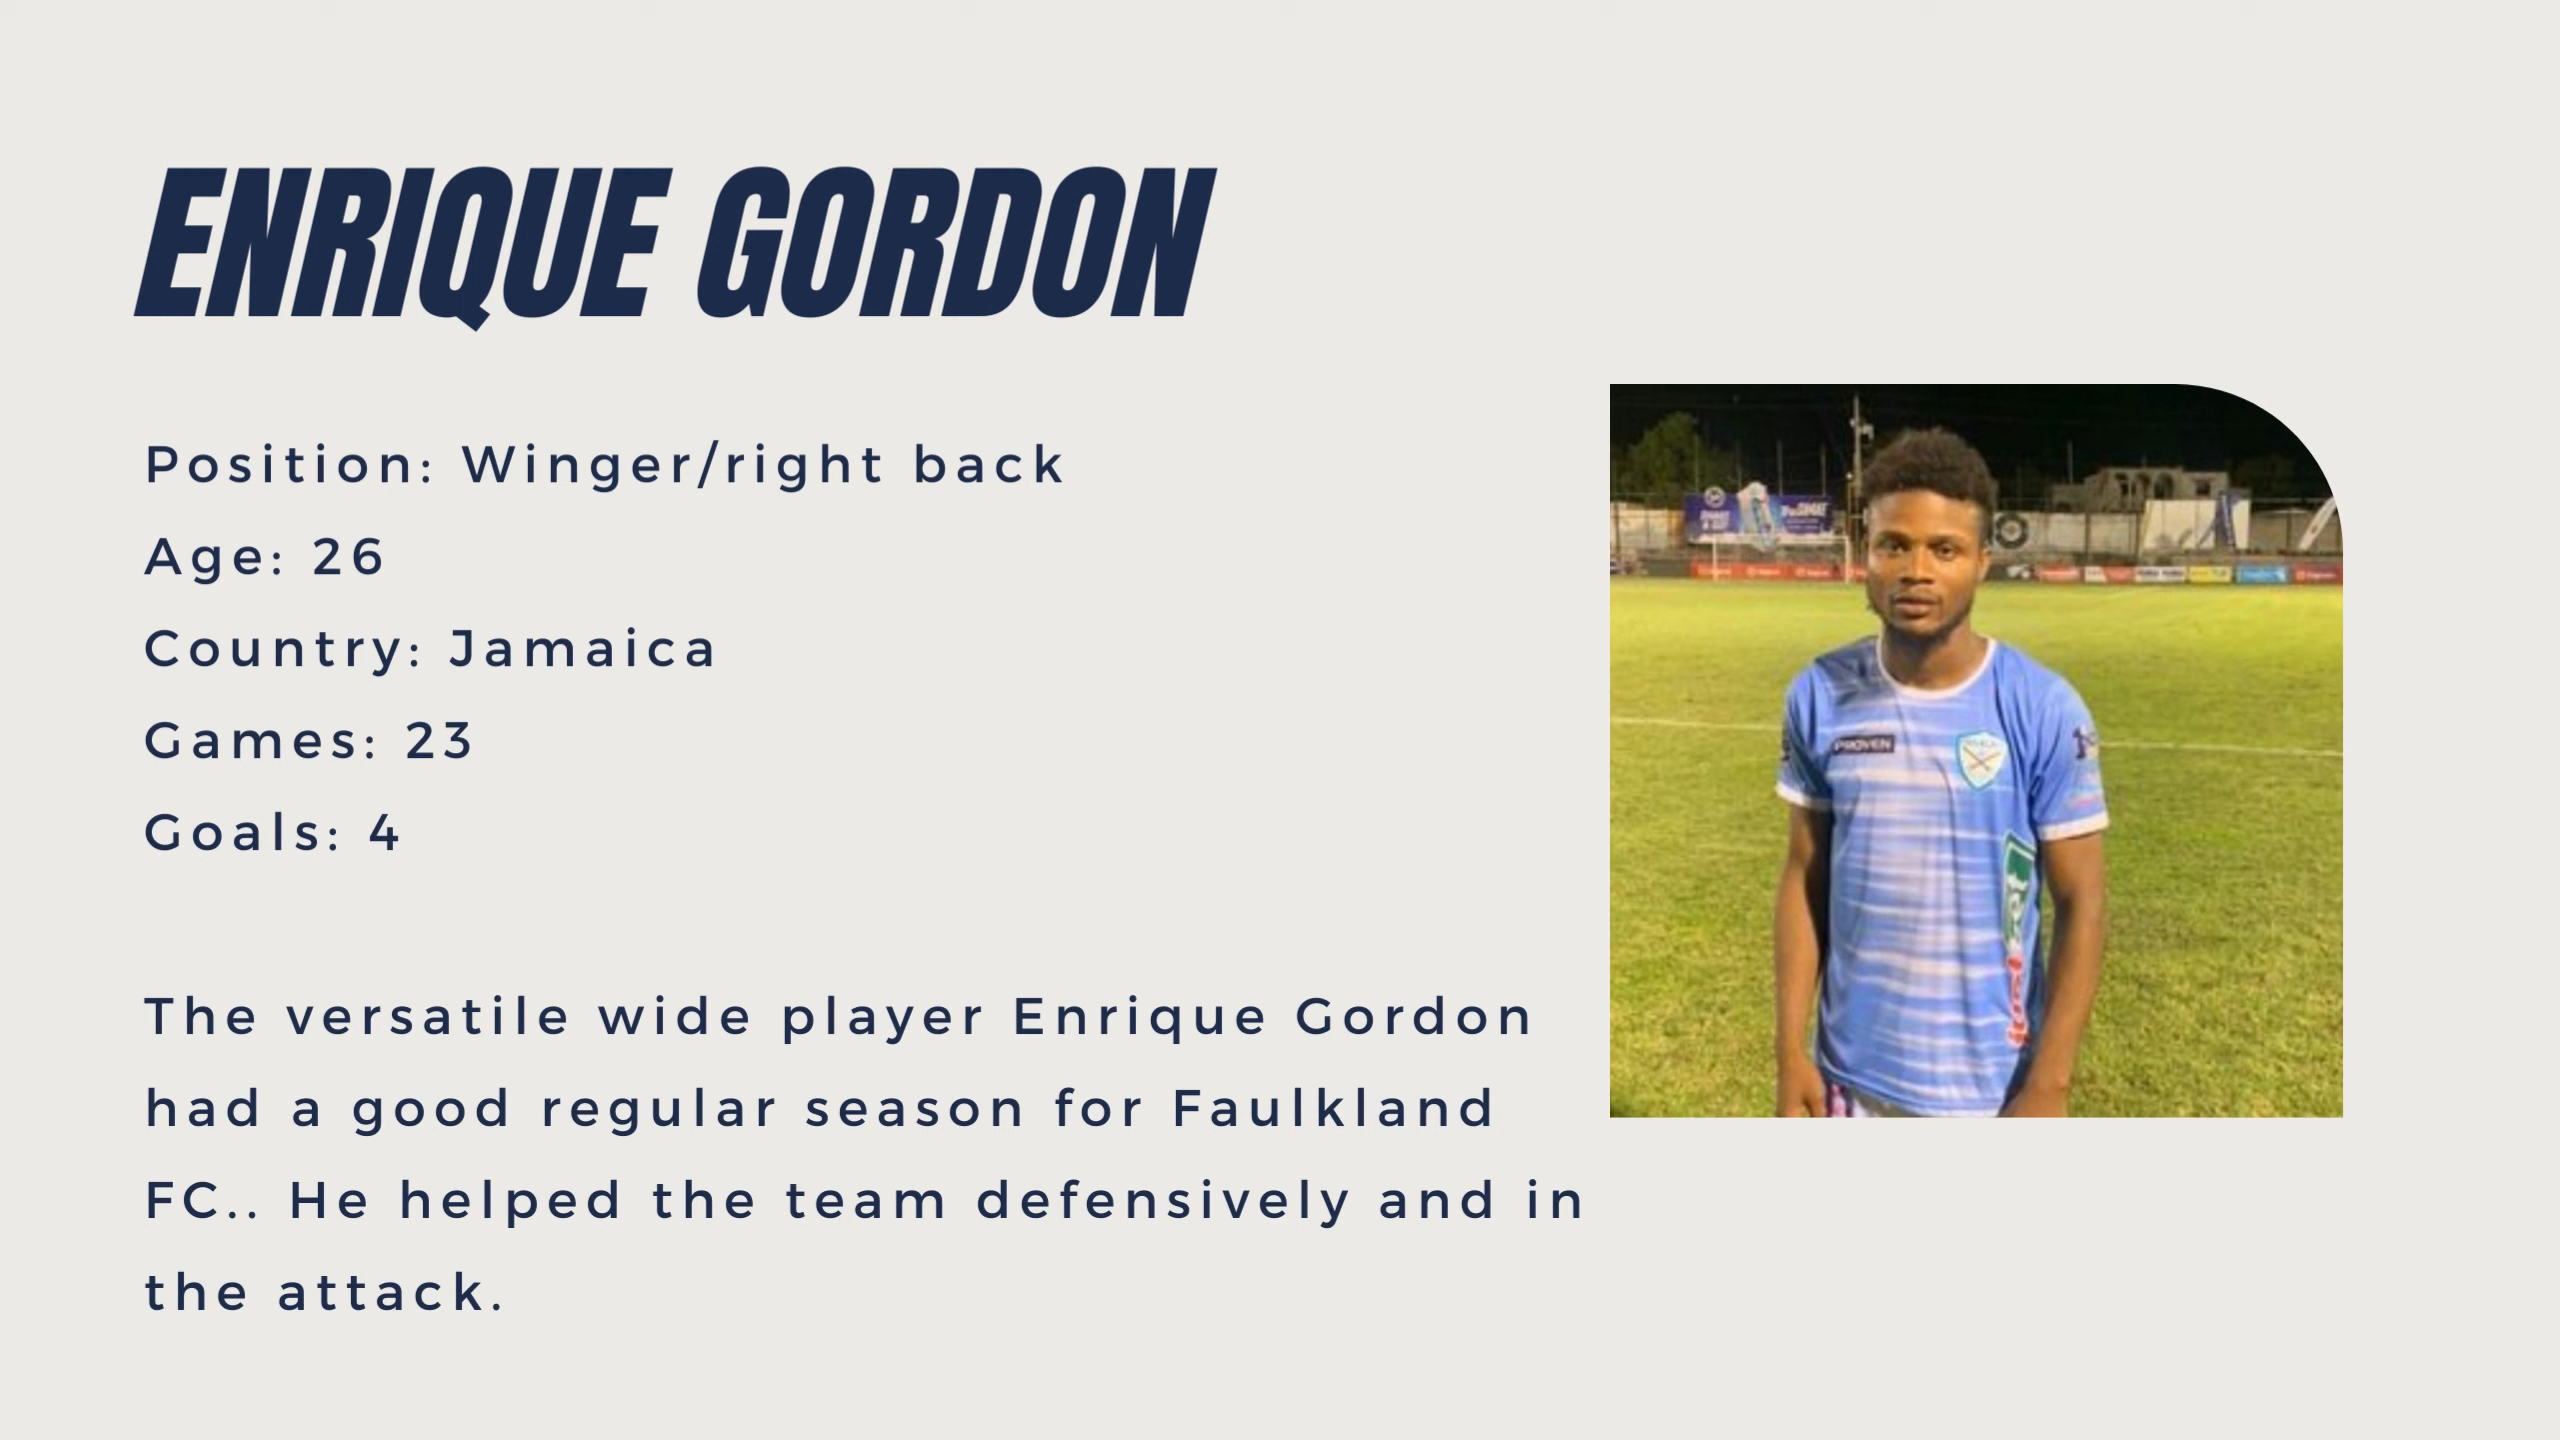 ENRIQUE GORDON
Position: Winger/right back
Age: 26
Country: Jamaica
Games: 23
Goals: 4
The versatile wide player Enrique Gordon
had a good regular season for Faulkland
FC.. He helped the team defensively and in
the attack.
PROVEN